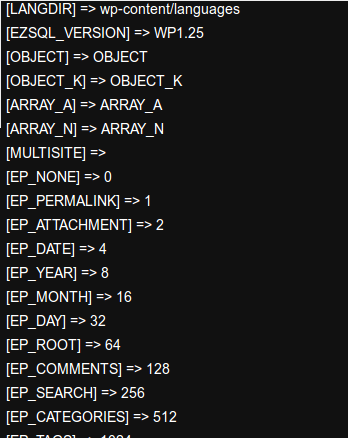 [LANGDIR] => wp-content/languages
[EZSQL_VERSION] => WP1.25
[OBJECT] => OBJECT
[OBJECT_K] => OBJECT_K
[ARRAY_A] => ARRAY_A
[ARRAY_N] => ARRAY_N
[MULTISITE] =>
[EP_NONE] => 0
[EP_PERMALINK] => 1
[EP_ATTACHMENT] => 2
[EP_DATE] => 4
[EP_YEAR] => 8
[EP_MONTH] => 16
[EP_DAY] => 32
[EP_ROOT] => 64
[EP_COMMENTS] => 128
[EP_SEARCH] => 256
[EP_CATEGORIES] => 512